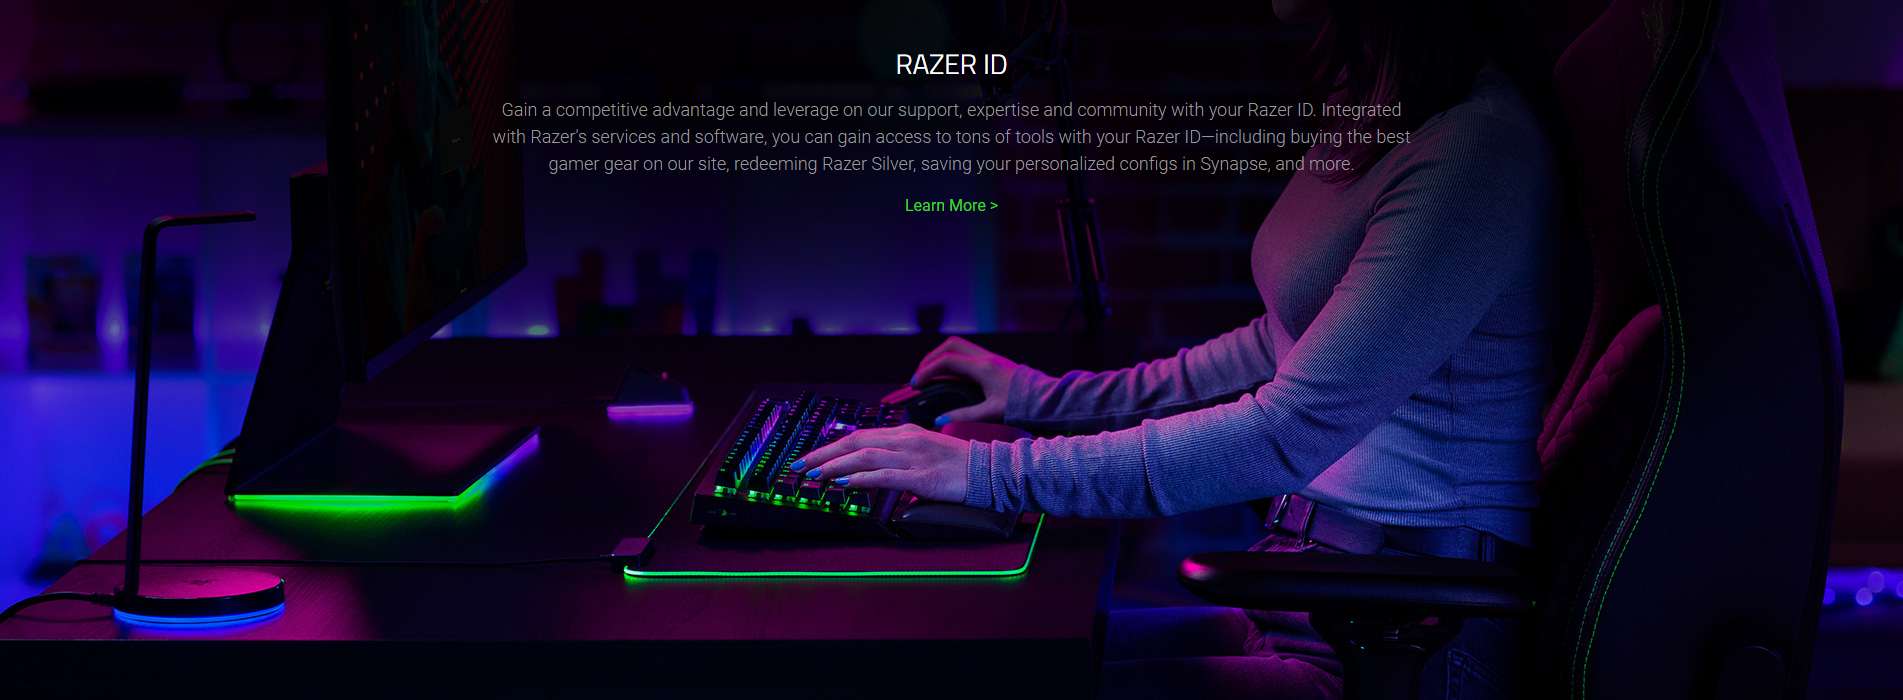 RAZER ID
Gain a competitive advantage and leverage on our support, expertise and community with your Razer ID. Integrated
with Razer's services and software, you can gain access to tons of tools with your Razer ID—including buying the best
gamer gear on our site, redeeming Razer Silver, saving your personalized configs in Synapse, and more.
Learn More >